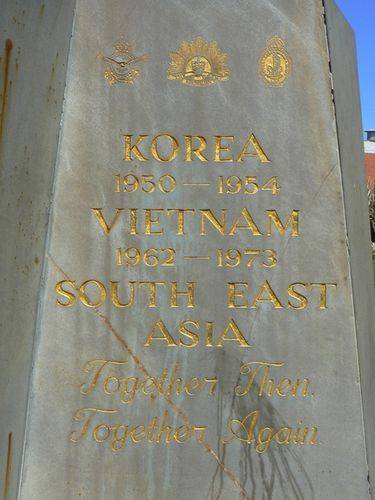 KOREA
1950 — 1954
VIETNAM
1962 — 1973
SOUTH EAST
ASIA
Together Then,
Together Again